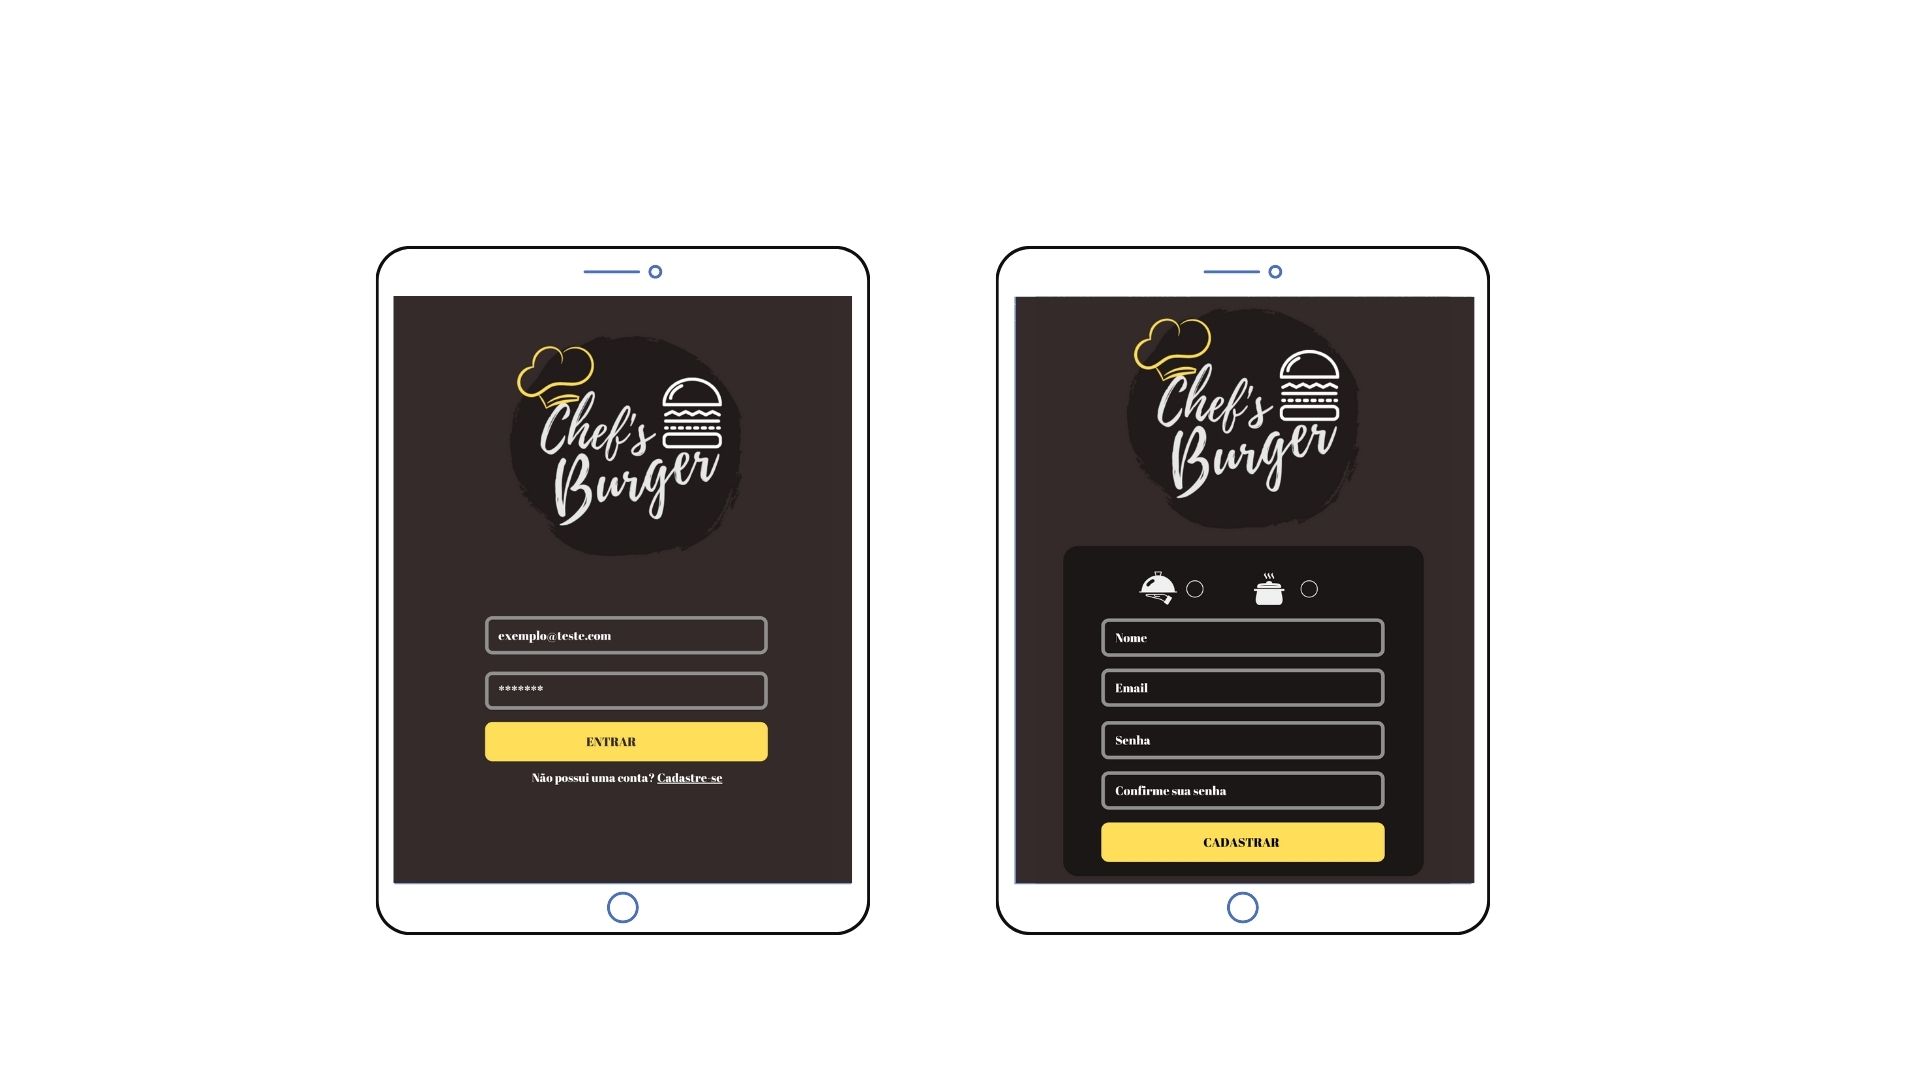 Chef's
Burger
exemplo@teste.com
*******
ENTRAR
Não possui uma conta? Cadastre-se
Chef's
Burger
Nome
Email
Senha
Confirme sua senha
CADASTRAR